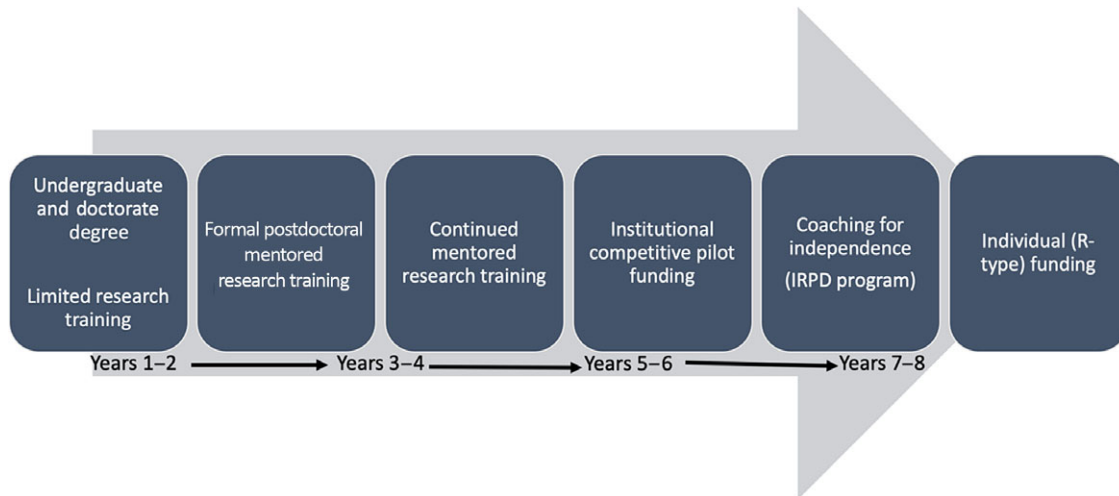 Undergraduate
and doctorate
degree
Limited research
training
Formal postdoctoral
mentored
research training
Continued
mentored
research training
Institutional
competitive pilot
funding
Coaching for
independence
(IRPD program)
Individual (R-
type) funding
Years 1–2
Years 3–4
Years 5–6
Years 7–8